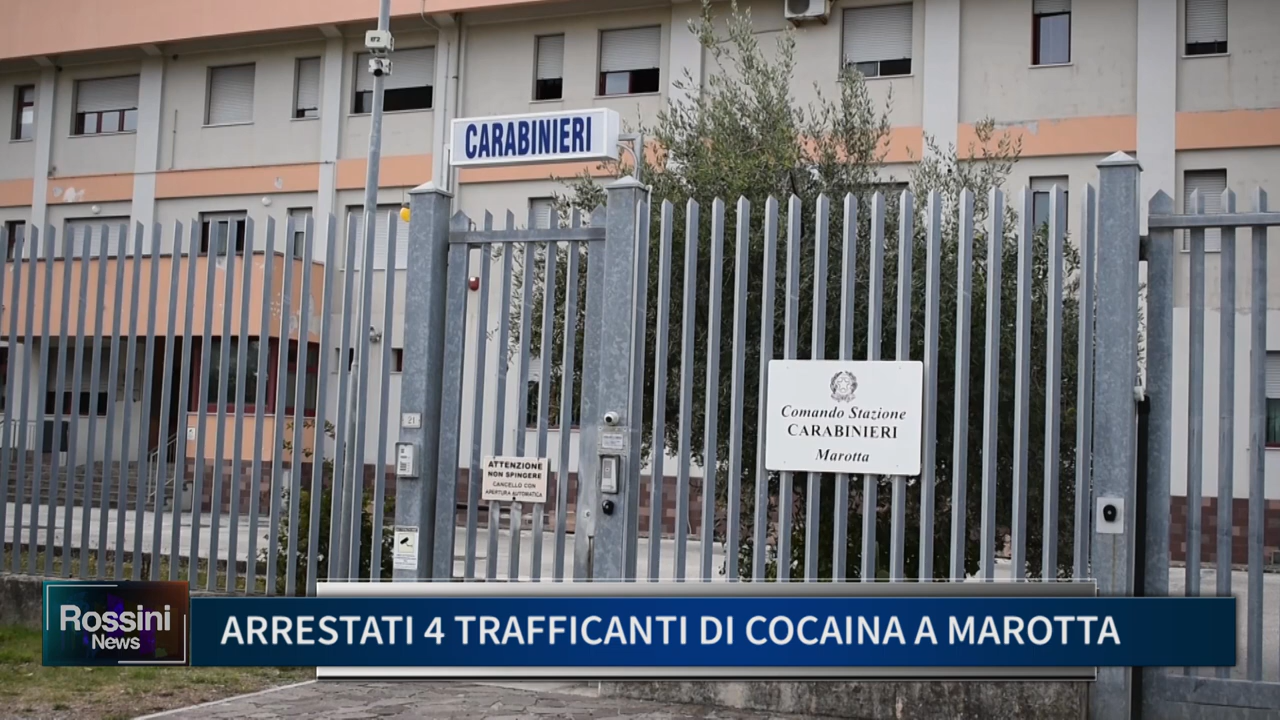 CARABINIERI
Comando Stazione
CARABINIERI
Marotta
21
ATTENZIONE
NON SPINGERE
CANCELLO CON
APERTURA AUTOMATICA
Rossini
News
ARRESTATI 4 TRAFFICANTI DI COCAINA A MAROTTA